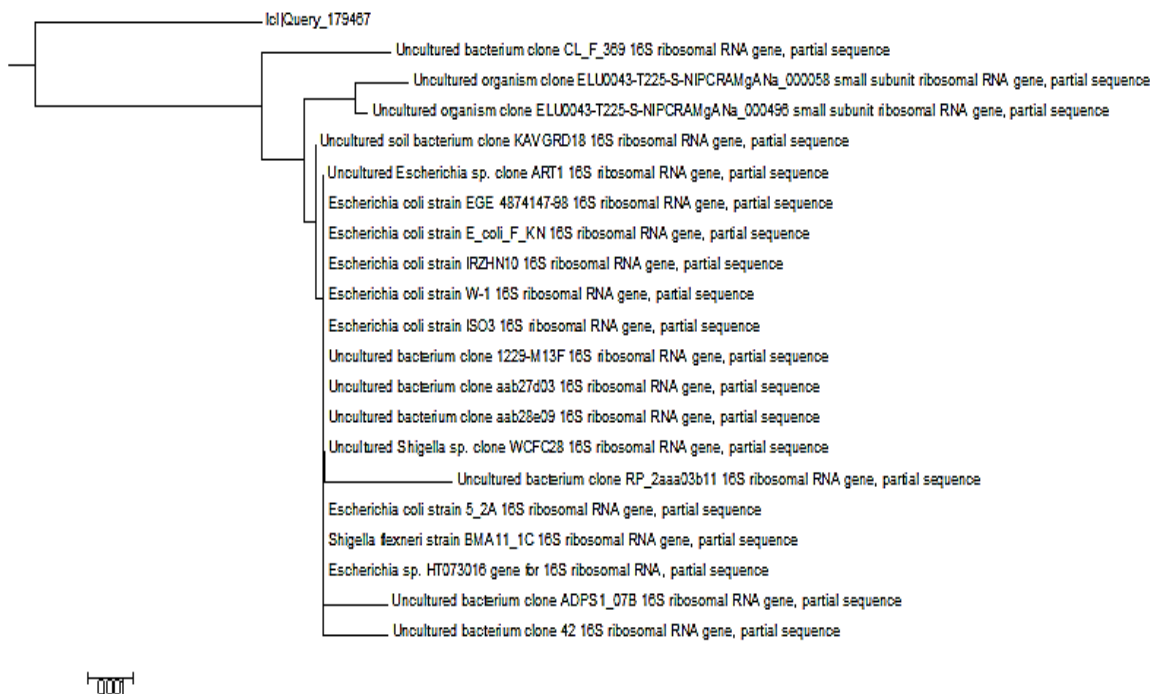 lcl|Query_179467
Uncultured bacterium clone CL_F_369 16S ribosomal RNA gene, partial sequence
Uncultured organism clone ELU0043-T225-S-NIPCRAMgANa_000058 small subunit ribosomal RNA gene, partial sequence
Uncultured organism clone ELU0043-T225-S-NIPCRAMgANa_000496 small subunit ribosomal RNA gene, partial sequence
Uncultured soil bacterium clone KAVGRD18 16S ribosomal RNA gene, partial sequence
Uncultured Escherichia sp. clone ART1 16S ribosomal RNA gene, partial sequence
Escherichia coli strain EGE 4874147-98 16S ribosomal RNA gene, partial sequence
Escherichia coli strain E_coli_F_KN 16S ribosomal RNA gene, partial sequence
Escherichia coli strain IRZHN10 16S ribosomal RNA gene, partial sequence
Escherichia coli strain W-1 16S ribosomal RNA gene, partial sequence
Escherichia coli strain ISO3 16S ribosomal RNA gene, partial sequence
Uncultured bacterium clone 1229-M13F 16S ribosomal RNA gene, partial sequence
Uncultured bacterium clone aab27d03 16S ribosomal RNA gene, partial sequence
Uncultured bacterium clone aab28e09 16S ribosomal RNA gene, partial sequence
Uncultured Shigella sp. clone WCFC28 16S ribosomal RNA gene, partial sequence
Uncultured bacterium clone RP_2aaa03b11 16S ribosomal RNA gene, partial sequence
Escherichia coli strain 5_2A 16S ribosomal RNA gene, partial sequence
Shigella flexneri strain BMA11_1C 16S ribosomal RNA gene, partial sequence
Escherichia sp. HT073016 gene for 16S ribosomal RNA, partial sequence
Uncultured bacterium clone ADPS1_07B 16S ribosomal RNA gene, partial sequence
Uncultured bacterium clone 42 16S ribosomal RNA gene, partial sequence